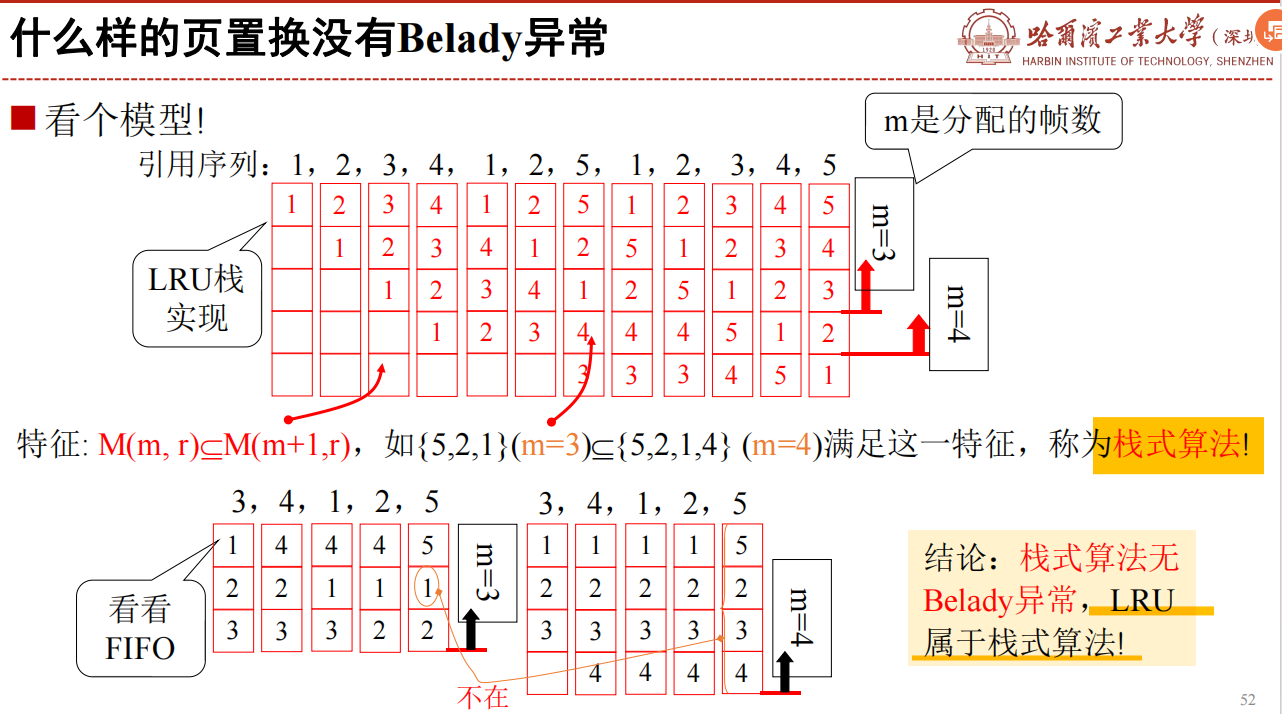 什么样的页置换没有Belady异常
哈爾濱工業大學(深圳
HARBIN INSTITUTE OF TECHNOLOGY, SHENZHEN
看个模型!
m是分配的帧数
引用序列: 1, 2, 3, 4, 1, 2, 5, 1, 2, 3, 4, 5
1 2 3 4 1 2 5 1 2 3 4 5
1 2 3 4 1 2 5 1 2 3 4
1 2 3 4 1 2 5 1 2 3
1 2 3 4 4 4 5 1 2
3 3 3 4 5 1
m=3
m=4
LRU栈
实现
特征: M(m, r)⊆M(m+1,r)，如{5,2,1}(m=3)⊆{5,2,1,4} (m=4)满足这一特征，称为栈式算法!
3, 4, 1, 2, 5
1 4 4 4 5
2 2 1 1 1
3 3 3 2 2
m=3
看看
FIFO
3, 4, 1, 2, 5
1 1 1 1 5
2 2 2 2 2
3 3 3 3 3
4 4 4 4
m=4
不在
结论：栈式算法无
Belady异常，LRU
属于栈式算法!
52